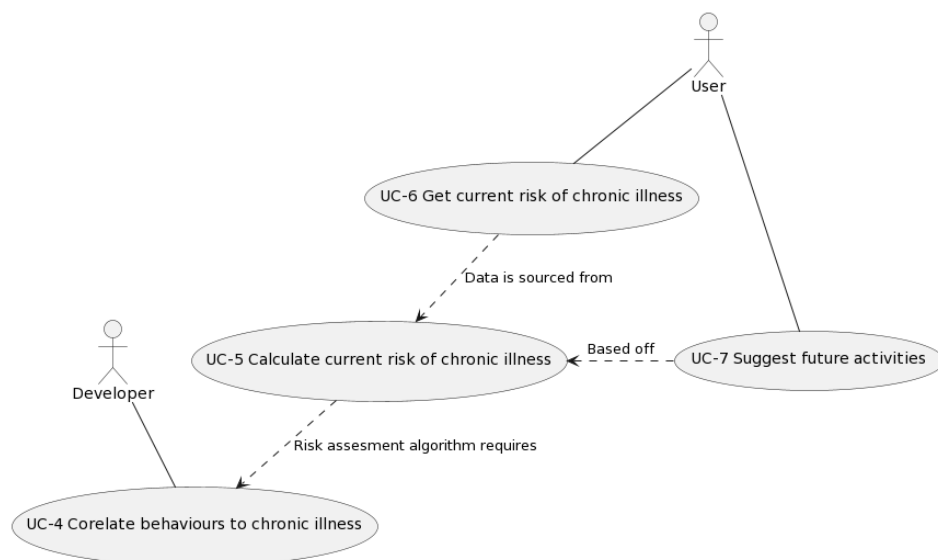 User
UC-6 Get current risk of chronic illness
Data is sourced from
Based off
UC-5 Calculate current risk of chronic illness
UC-7 Suggest future activities
Developer
Risk assesment algorithm requires
UC-4 Corelate behaviours to chronic illness